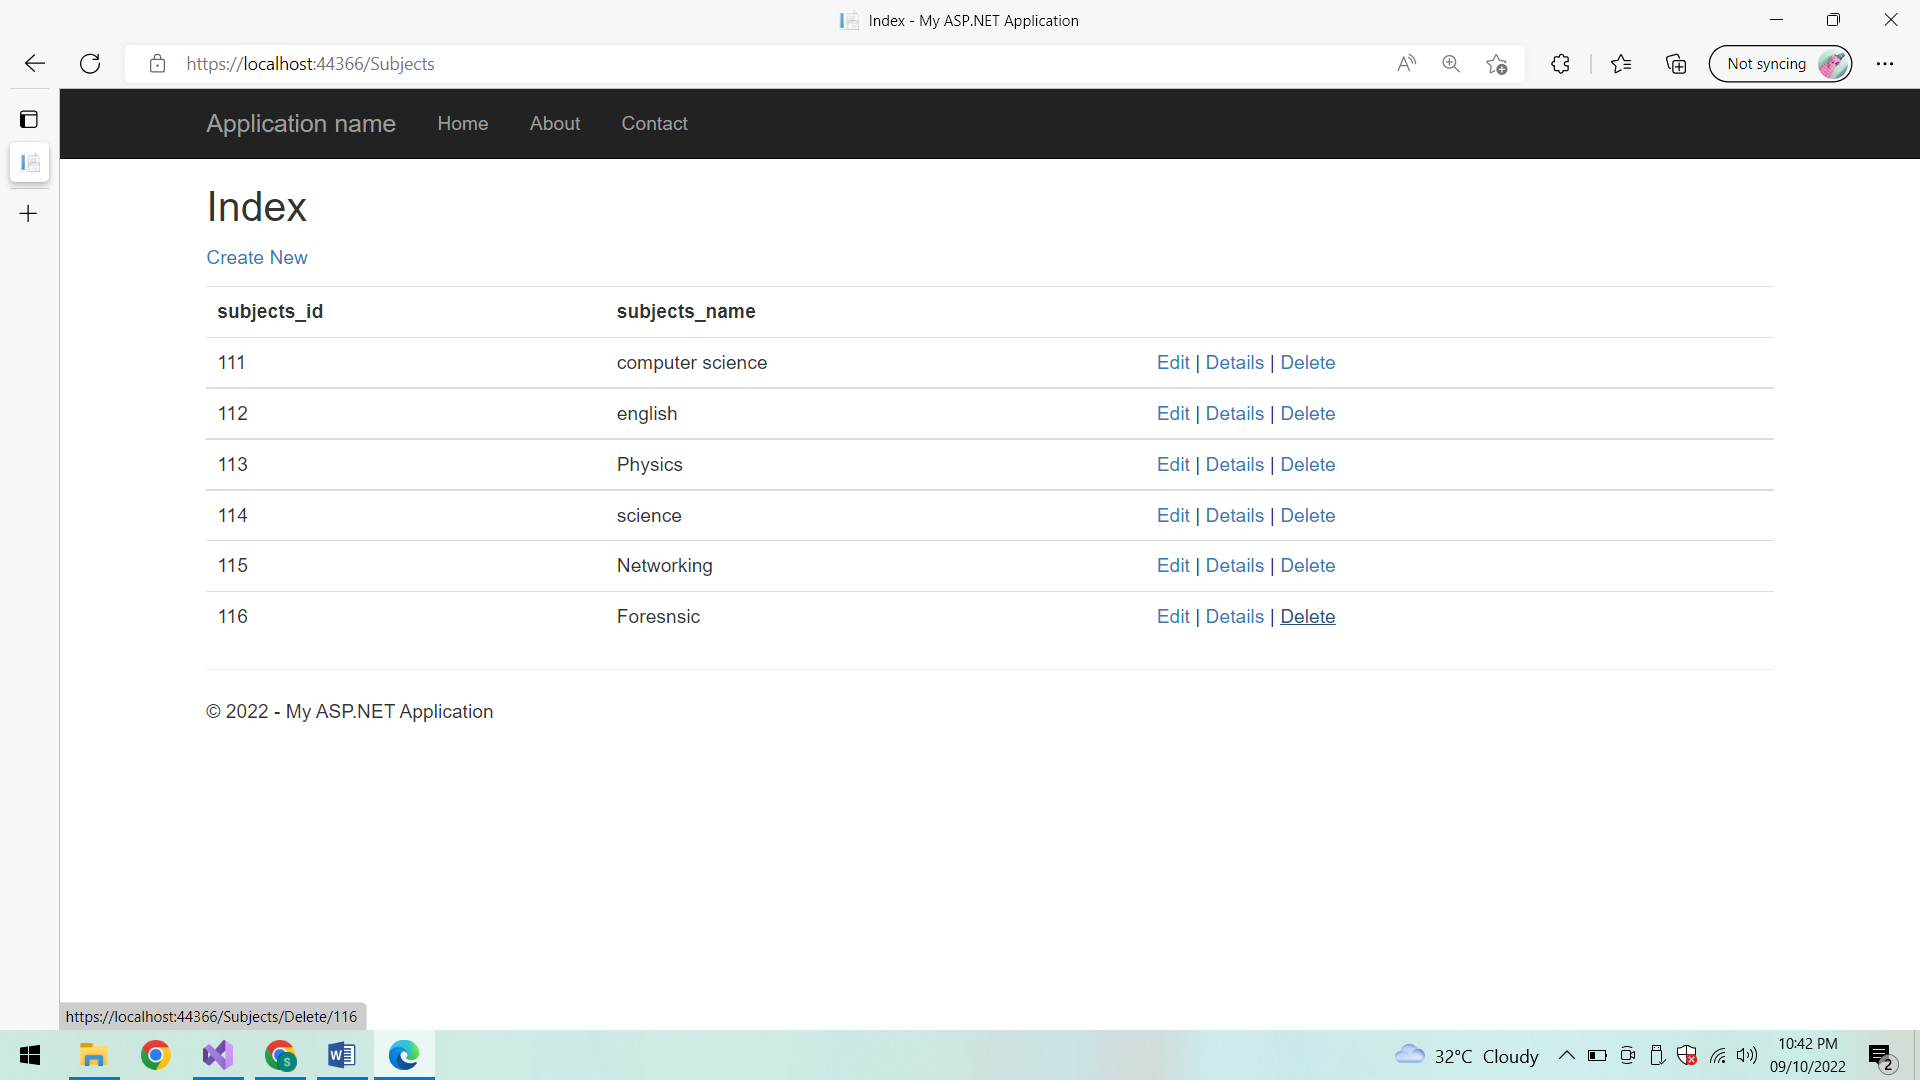 Index - My ASP.NET Application
https://localhost:44366/Subjects
Not syncing
Application name Home About Contact
Index
Create New
subjects_id subjects_name
111 computer science Edit | Details | Delete
112 english Edit | Details | Delete
113 Physics Edit | Details | Delete
114 science Edit | Details | Delete
115 Networking Edit | Details | Delete
116 Foresnsic Edit | Details | Delete
© 2022 - My ASP.NET Application
https://localhost:44366/Subjects/Delete/116
32°C Cloudy
10:42 PM
09/10/2022
2